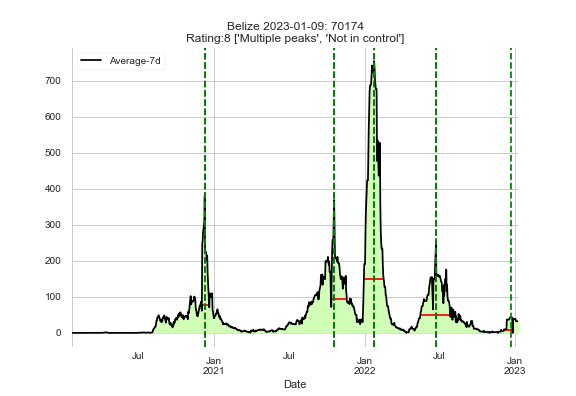 Belize 2023-01-09: 70174
Rating:8 ['Multiple peaks', 'Not in control']
Average-7d
700
600
500
400
300
200
100
0
Jul
Jan
2021
Jul
Jan
2022
Jul
Jan
2023
Date